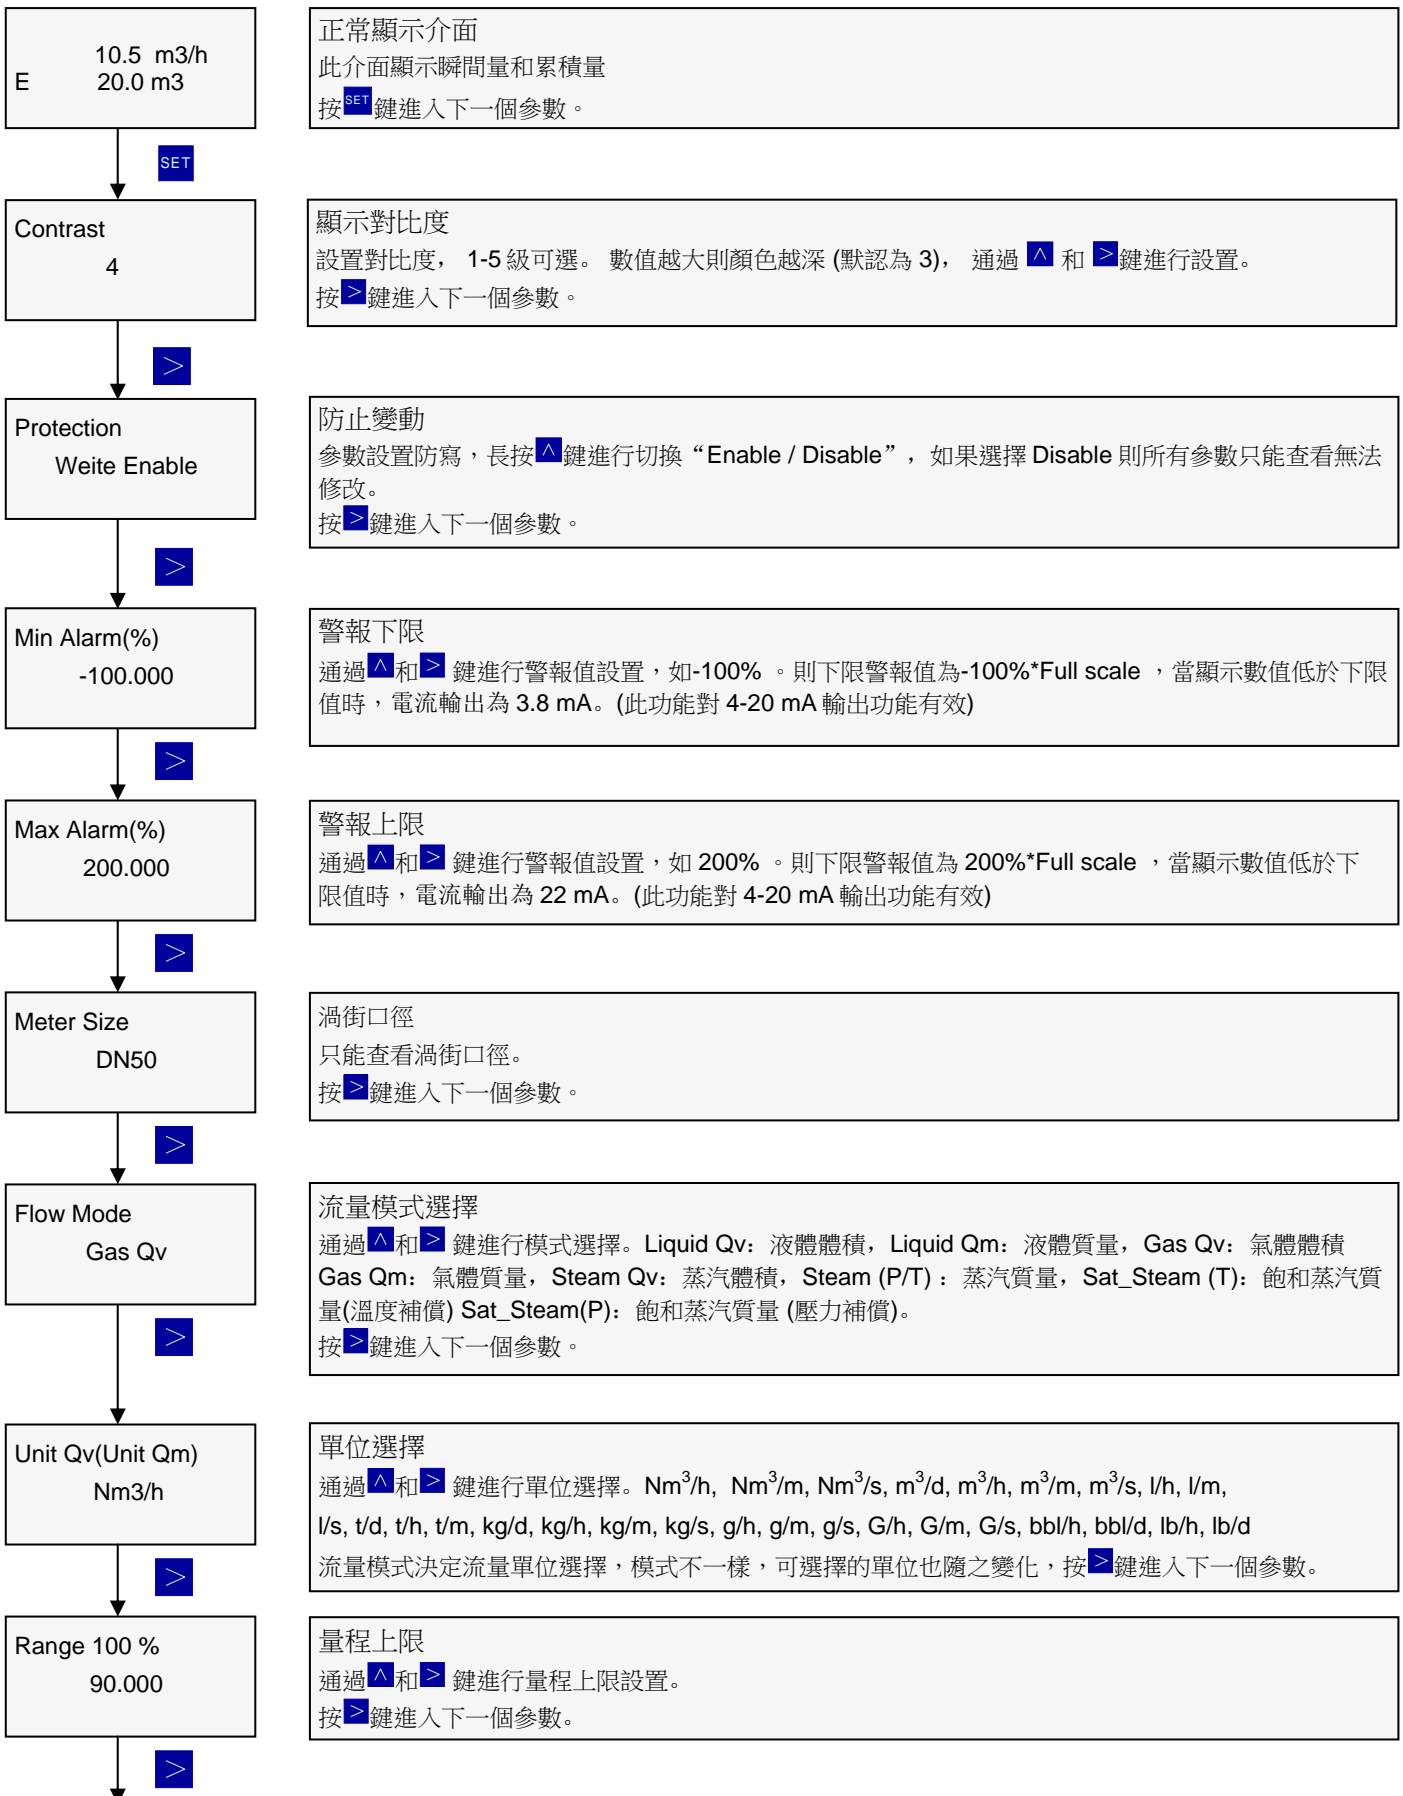 10.5 m3/h
E 20.0 m3
正常顯示介面
此介面顯示瞬間量和累積量
按SET鍵進入下一個參數。
SET
Contrast
4
顯示對比度
設置對比度， 1-5 級可選。 數值越大則顏色越深 (默認為 3)， 通過 ^ 和 >鍵進行設置。
按>鍵進入下一個參數。
>
Protection
Weite Enable
防止變動
參數設置防寫，長按^鍵進行切換“Enable / Disable”，如果選擇 Disable 則所有參數只能查看無法
修改。
按>鍵進入下一個參數。
>
Min Alarm(%)
-100.000
警報下限
通過^和> 鍵進行警報值設置，如-100% 。則下限警報值為-100%*Full scale ，當顯示數值低於下限
值時，電流輸出為 3.8 mA。(此功能對 4-20 mA 輸出功能有效)
>
Max Alarm(%)
200.000
警報上限
通過^和> 鍵進行警報值設置，如 200% 。則下限警報值為 200%*Full scale ，當顯示數值低於下
限值時，電流輸出為 22 mA。(此功能對 4-20 mA 輸出功能有效)
>
Meter Size
DN50
渦街口徑
只能查看渦街口徑。
按>鍵進入下一個參數。
>
Flow Mode
Gas Qv
流量模式選擇
通過^和> 鍵進行模式選擇。Liquid Qv：液體體積，Liquid Qm：液體質量，Gas Qv：氣體體積
Gas Qm：氣體質量，Steam Qv：蒸汽體積，Steam (P/T)：蒸汽質量，Sat_Steam (T)：飽和蒸汽質
量(溫度補償) Sat_Steam(P)：飽和蒸汽質量 (壓力補償)。
按>鍵進入下一個參數。
>
Unit Qv(Unit Qm)
Nm3/h
單位選擇
通過^和> 鍵進行單位選擇。Nm³/h, Nm³/m, Nm³/s, m³/d, m³/h, m³/m, m³/s, l/h, l/m,
l/s, t/d, t/h, t/m, kg/d, kg/h, kg/m, kg/s, g/h, g/m, g/s, G/h, G/m, G/s, bbl/h, bbl/d, lb/h, lb/d
流量模式決定流量單位選擇，模式不一樣，可選擇的單位也隨之變化，按>鍵進入下一個參數。
>
Range 100 %
90.000
量程上限
通過^和> 鍵進行量程上限設置。
按>鍵進入下一個參數。
>